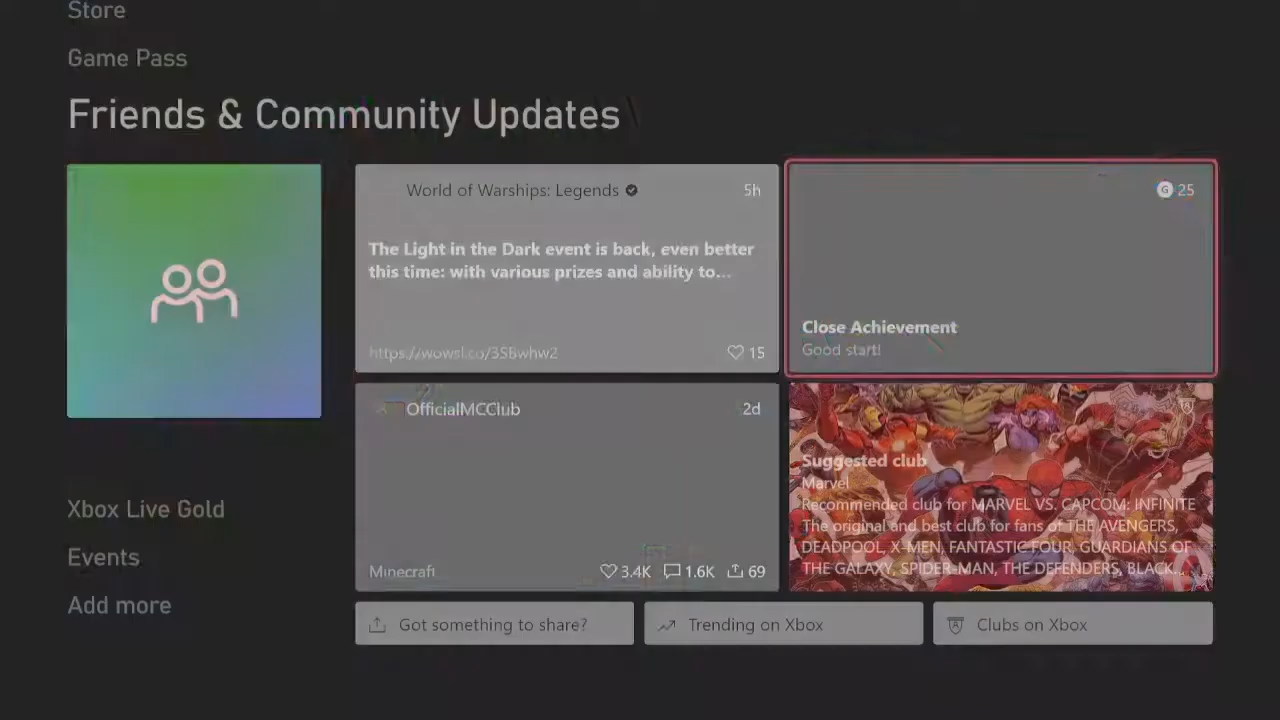 Store
Game Pass
Friends & Community Updates
World of Warships: Legends
5h
The Light in the Dark event is back, even better
this time: with various prizes and ability to...
https://wowsl.co/3SBwhw2
15
G 25
Close Achievement
Good start!
OfficialMCClub
2d
Minecraft
3.4K
1.6K
69
Suggested club
Marvel
Recommended club for MARVEL VS. CAPCOM: INFINITE
The original and best club for fans of THE AVENGERS,
DEADPOOL, X-MEN, FANTASTIC FOUR, GUARDIANS OF
THE GALAXY, SPIDER-MAN, THE DEFENDERS, BLACK...
Xbox Live Gold
Events
Add more
Got something to share?
Trending on Xbox
Clubs on Xbox